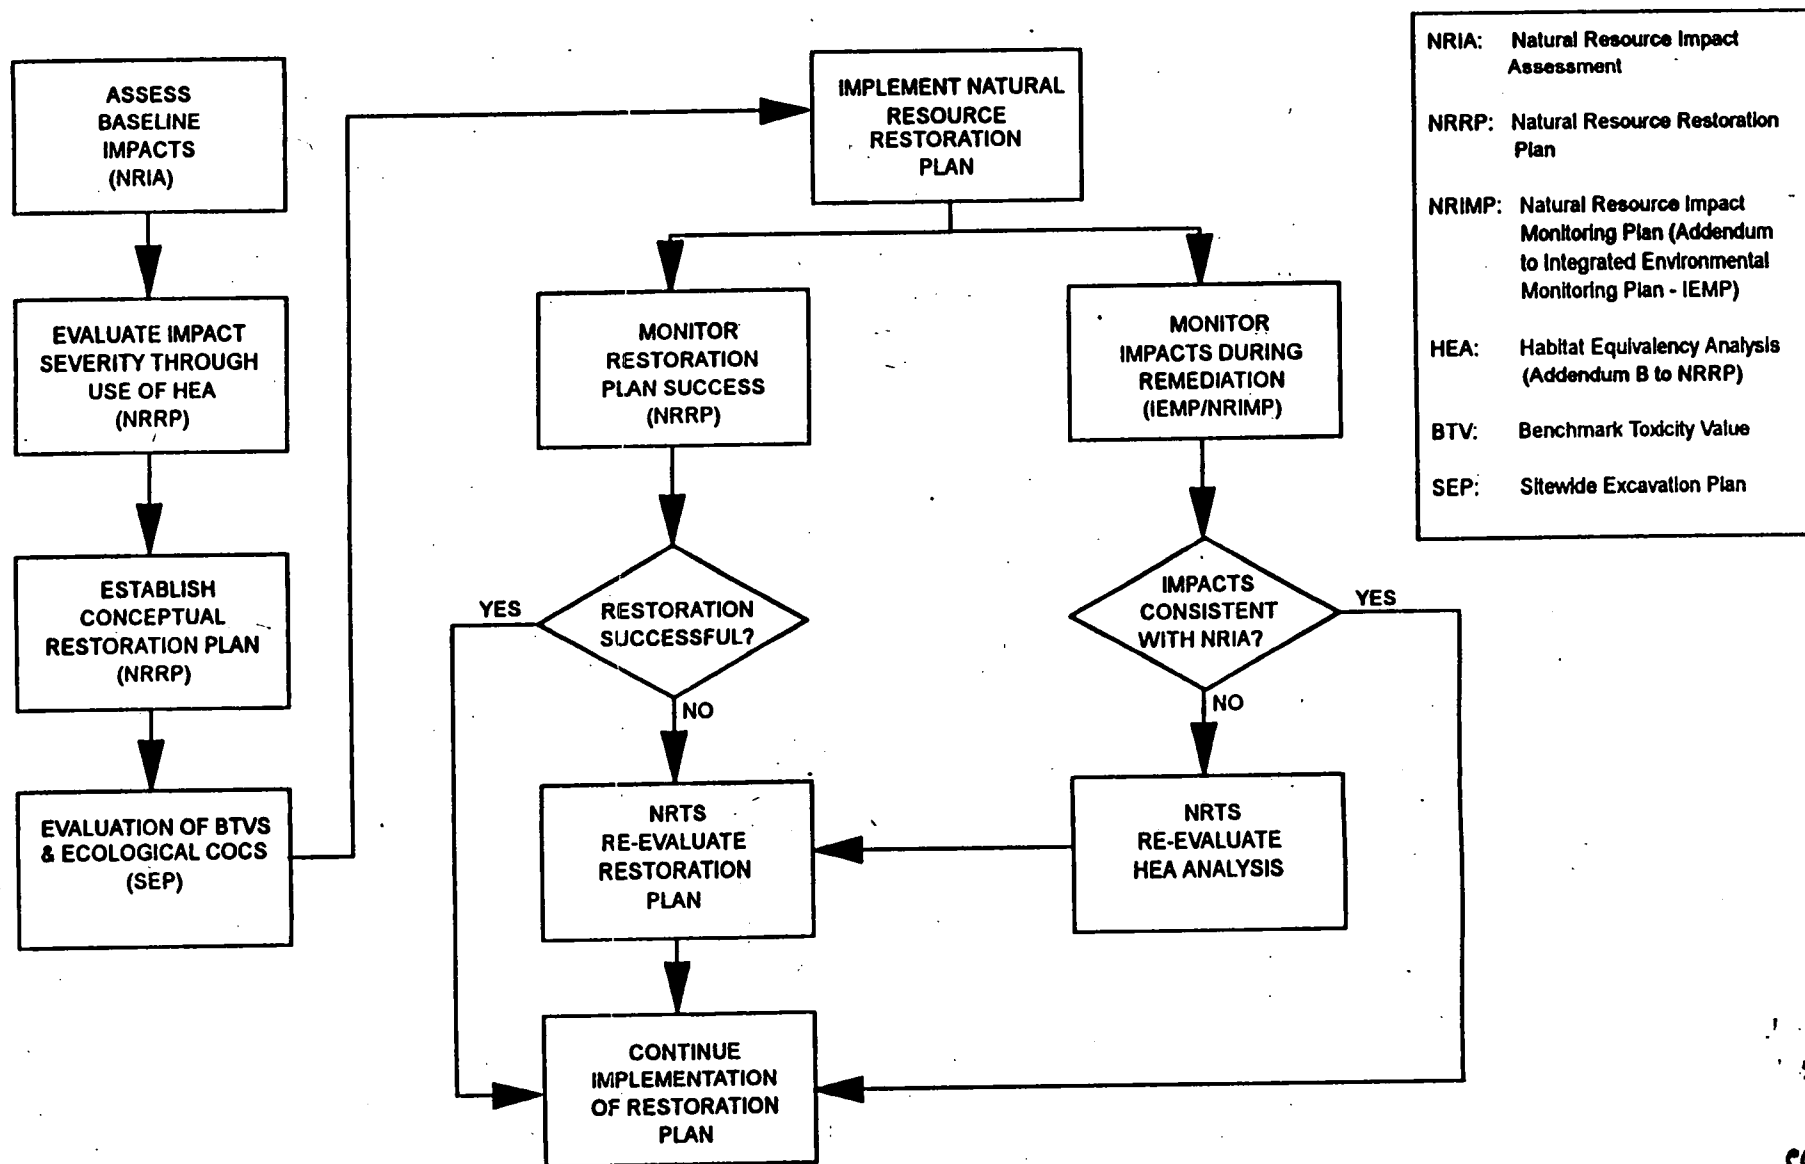 ASSESS
BASELINE
IMPACTS
(NRIA)
EVALUATE IMPACT
SEVERITY THROUGH
USE OF HEA
(NRRP)
ESTABLISH
CONCEPTUAL
RESTORATION PLAN
(NRRP)
EVALUATION OF BTVS
& ECOLOGICAL COCS
(SEP)
IMPLEMENT NATURAL
RESOURCE
RESTORATION
PLAN
MONITOR
RESTORATION
PLAN SUCCESS
(NRRP)
MONITOR
IMPACTS DURING
REMEDIATION
(IEMP/NRIMP)
YES
RESTORATION
SUCCESSFUL?
NO
IMPACTS
CONSISTENT
WITH NRIA?
YES
NO
NRTS
RE-EVALUATE
RESTORATION
PLAN
NRTS
RE-EVALUATE
HEA ANALYSIS
CONTINUE
IMPLEMENTATION
OF RESTORATION
PLAN
NRIA: Natural Resource Impact
Assessment
NRRP: Natural Resource Restoration
Plan
NRIMP: Natural Resource Impact
Monitoring Plan (Addendum
to Integrated Environmental
Monitoring Plan - IEMP)
HEA: Habitat Equivalency Analysis
(Addendum B to NRRP)
BTV: Benchmark Toxicity Value
SEP: Sitewide Excavation Plan